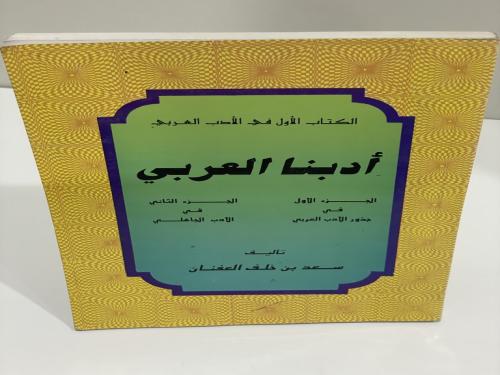 الكتاب الأول في الأدب العربي
أدبنا العربي
الجزء الأول
في
جذور الأدب العربي
الجزء الثاني
في
الأدب الجاهلي
تأليف
سعد بن خلف العفنان